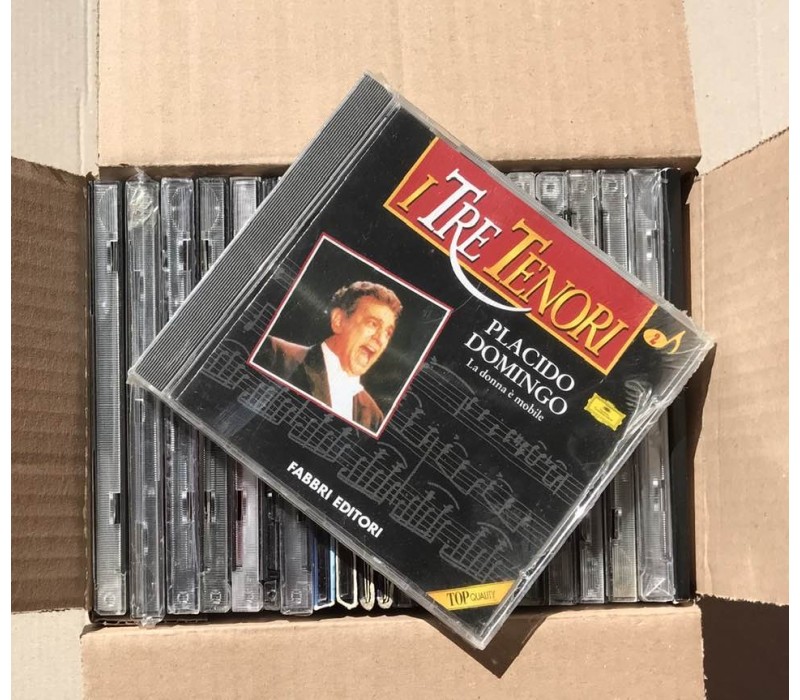 I TRE TENORI
2
PLACIDO
DOMINGO
La donna è mobile
FABBRI EDITORI
TOP QUALITY